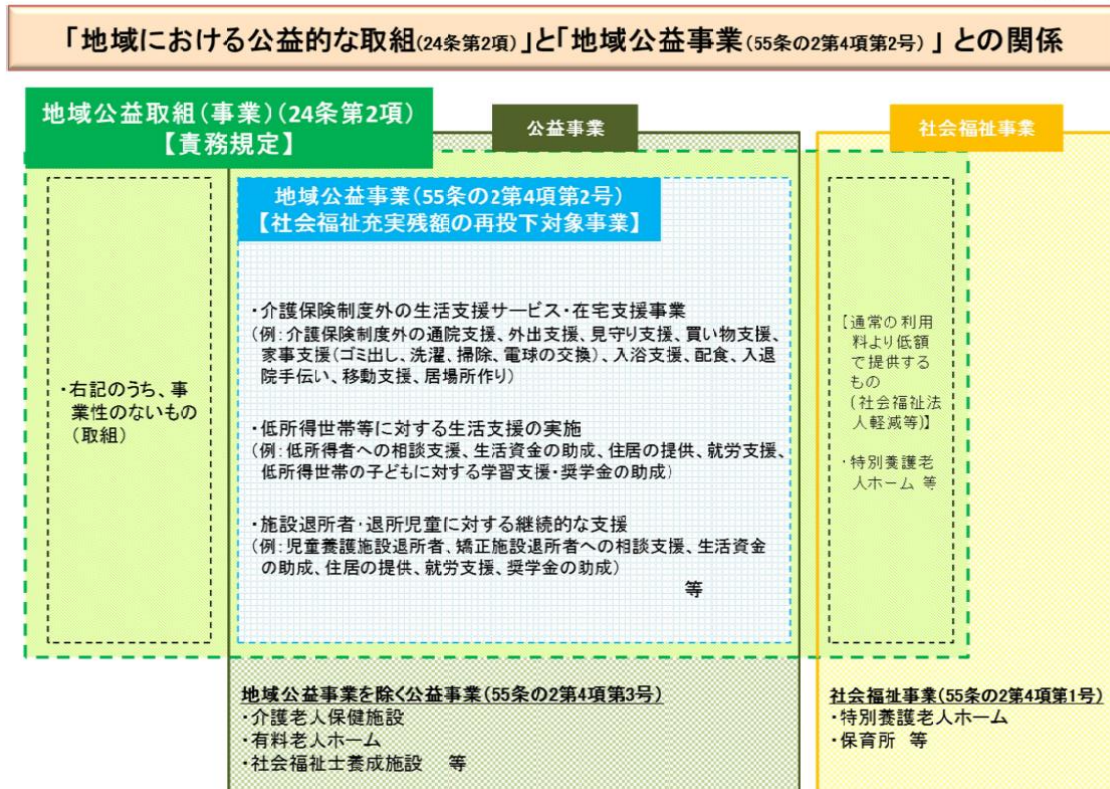 「地域における公益的な取組(24条第2項)」と「地域公益事業(55条の2第4項第2号)」との関係
地域公益取組(事業)(24条第2項)
【責務規定】
公益事業
社会福祉事業
・右記のうち、事
業性のないもの
(取組)
地域公益事業(55条の2第4項第2号)
【社会福祉充実残額の再投下対象事業】
・介護保険制度外の生活支援サービス・在宅支援事業
(例:介護保険制度外の通院支援、外出支援、見守り支援、買い物支援、
家事支援(ゴミ出し、洗濯、掃除、電球の交換)、入浴支援、配食、入退
院手伝い、移動支援、居場所作り)
・低所得世帯等に対する生活支援の実施
(例:低所得者への相談支援、生活資金の助成、住居の提供、就労支援、
低所得世帯の子どもに対する学習支援・奨学金の助成)
・施設退所者・退所児童に対する継続的な支援
(例:児童養護施設退所者、矯正施設退所者への相談支援、生活資金
の助成、住居の提供、就労支援、奨学金の助成)
等
【通常の利用
料より低額
で提供する
もの
(社会福祉法
人軽減等)】
・特別養護老
人ホーム 等
地域公益事業を除く公益事業(55条の2第4項第3号)
・介護老人保健施設
・有料老人ホーム
・社会福祉士養成施設 等
社会福祉事業(55条の2第4項第1号)
・特別養護老人ホーム
・保育所 等